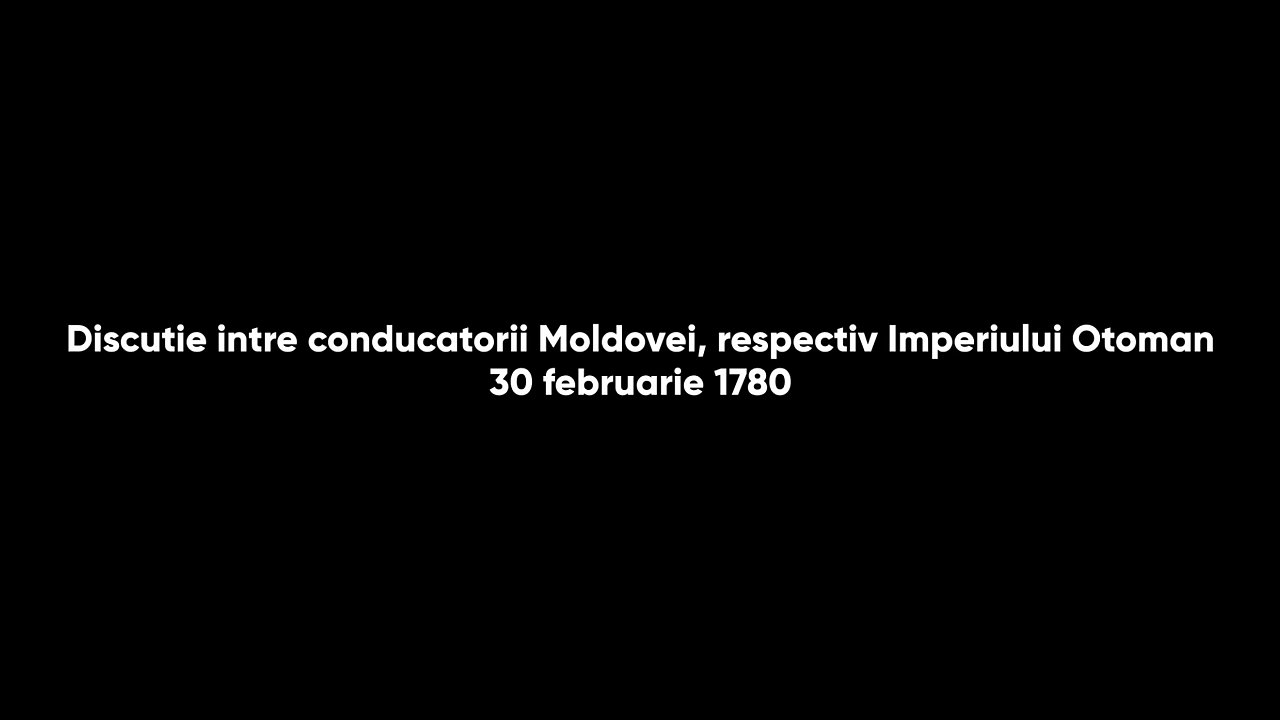 Discutie intre conducatorii Moldovei, respectiv Imperiului Otoman
30 februarie 1780